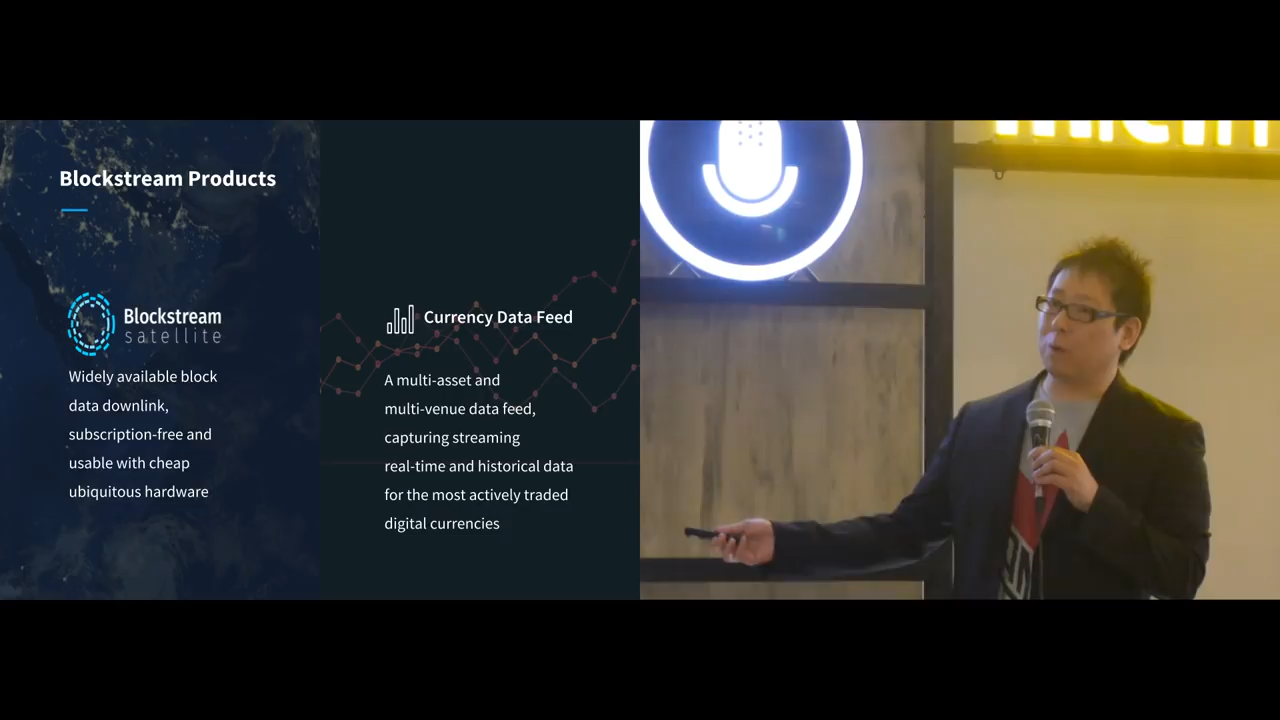 Blockstream Products
Blockstream
satellite
Widely available block
data downlink,
subscription-free and
usable with cheap
ubiquitous hardware
Currency Data Feed
A multi-asset and
multi-venue data feed,
capturing streaming
real-time and historical data
for the most actively traded
digital currencies